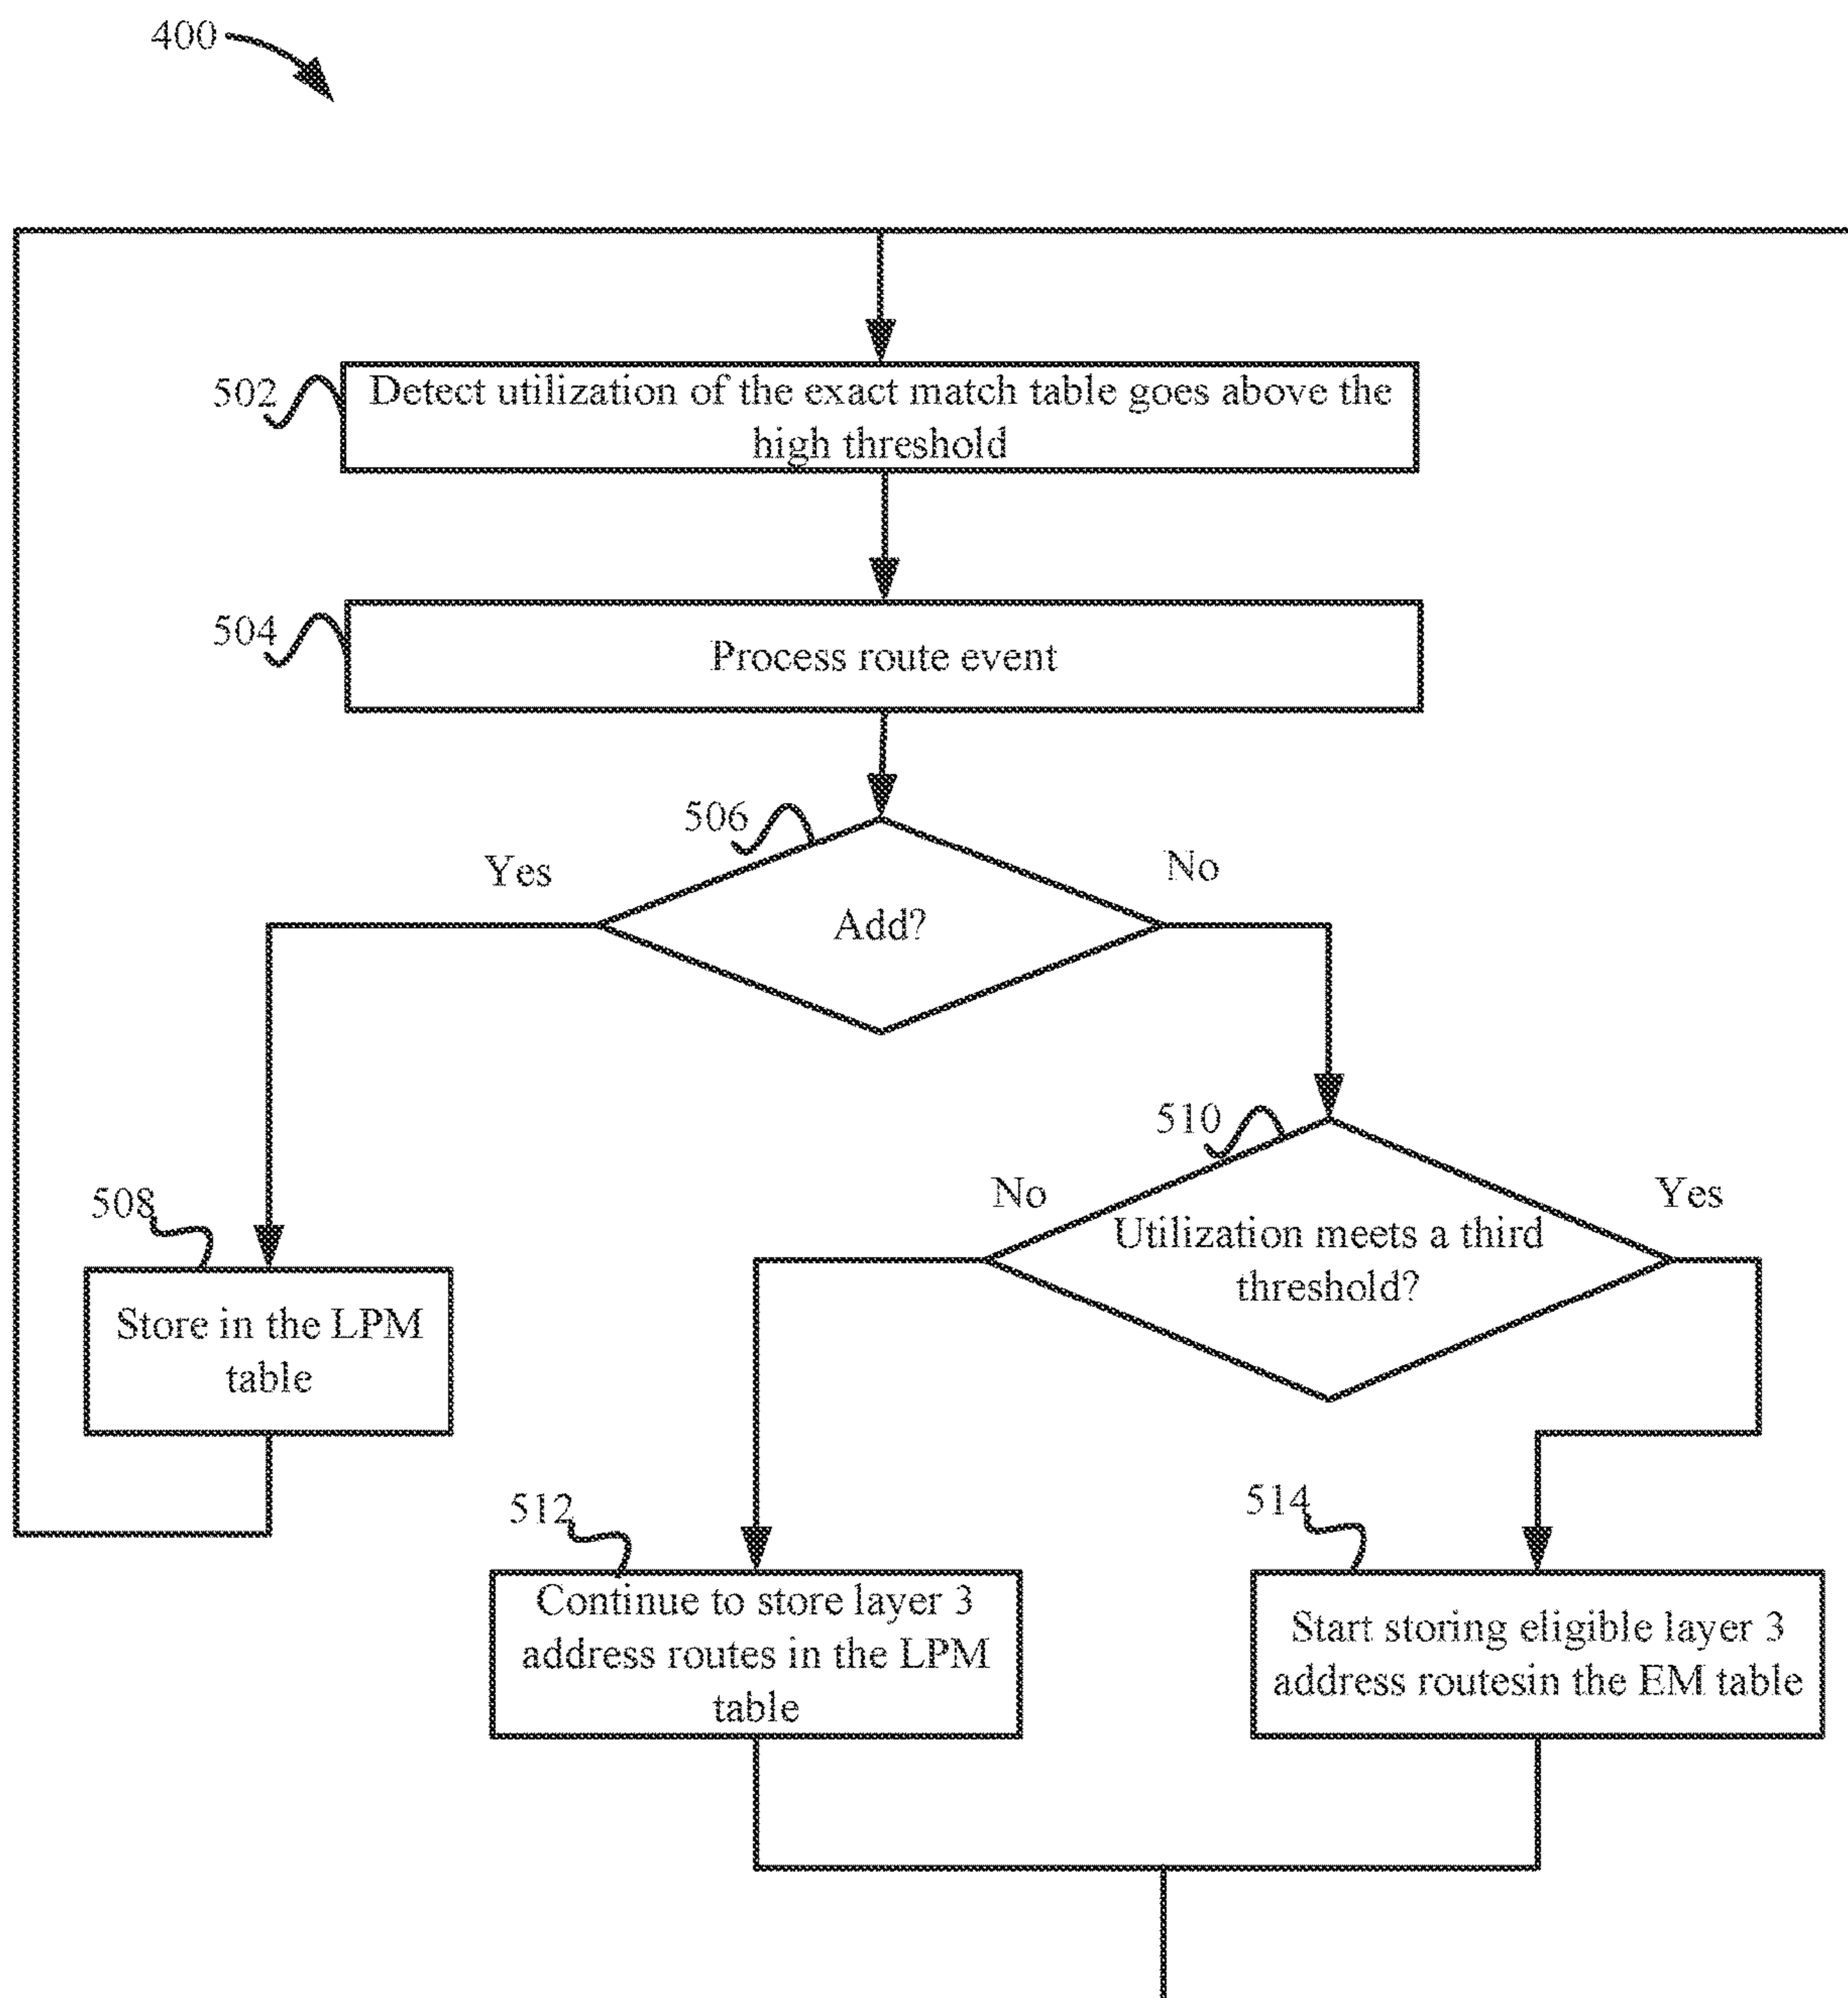 400
502
Detect utilization of the exact match table goes above the
high threshold
504
Process route event
506
Yes
No
Add?
510
508
No
Yes
Utilization meets a third
threshold?
Store in the LPM
table
512
514
Continue to store layer 3
address routes in the LPM
table
Start storing eligible layer 3
address routesin the EM table